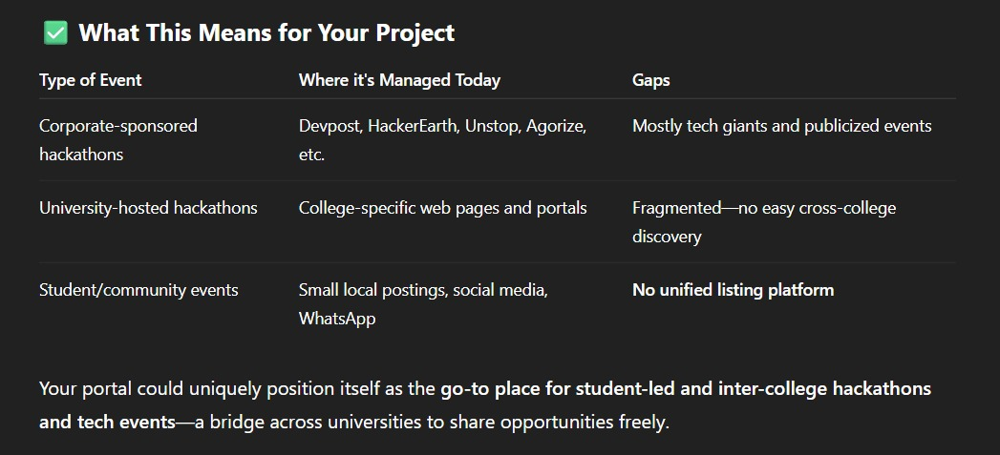 ✅ What This Means for Your Project
Type of Event Where it's Managed Today Gaps
Corporate-sponsored hackathons Devpost, HackerEarth, Unstop, Agorize, etc. Mostly tech giants and publicized events
University-hosted hackathons College-specific web pages and portals Fragmented—no easy cross-college discovery
Student/community events Small local postings, social media, WhatsApp No unified listing platform
Your portal could uniquely position itself as the go-to place for student-led and inter-college hackathons
and tech events—a bridge across universities to share opportunities freely.